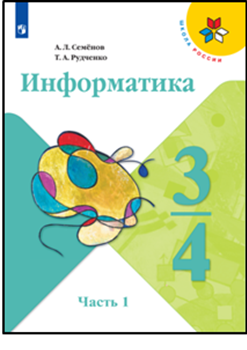 А. Л. Семёнов
Т. А. Рудченко
ШКОЛА РОССИИ
Информатика
3/4
Часть 1